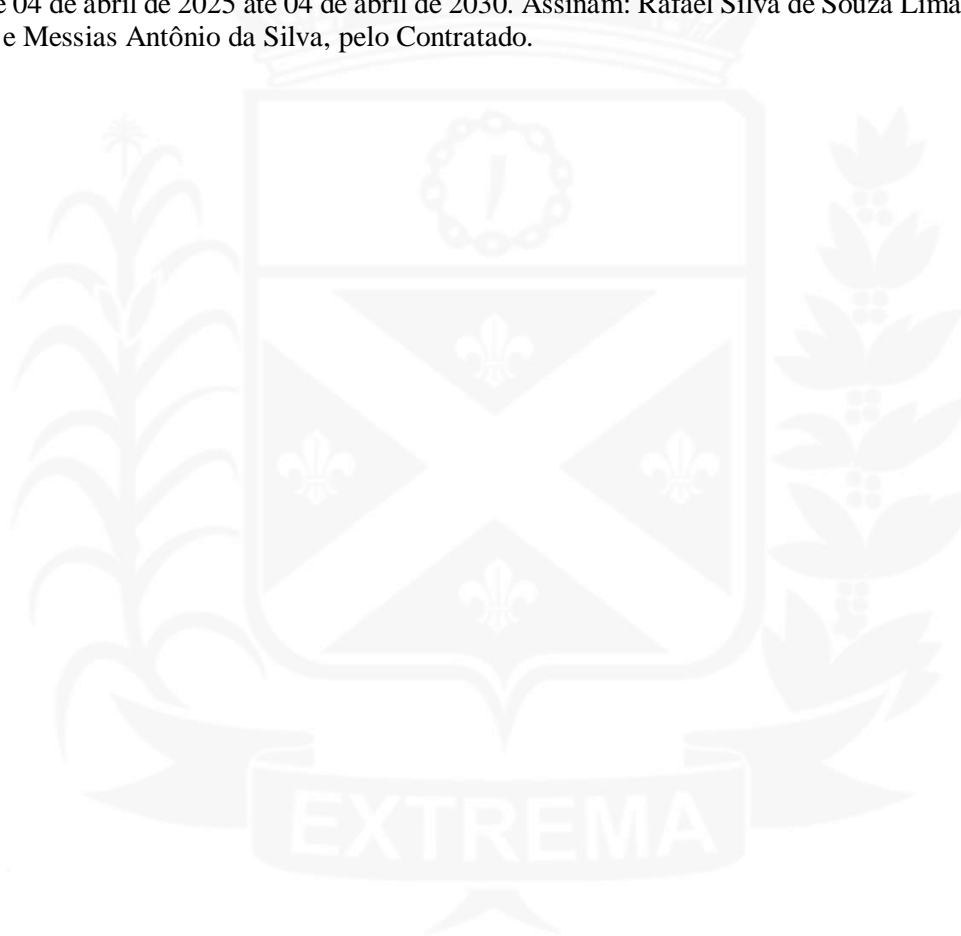 e 04 de abril de 2025 até 04 de abril de 2030. Assinam: Rafael Silva de Souza Lima
e Messias Antônio da Silva, pelo Contratado.
EXTREMA